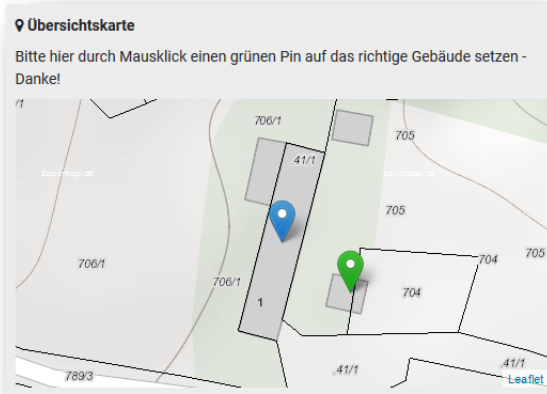 Übersichtskarte
Bitte hier durch Mausklick einen grünen Pin auf das richtige Gebäude setzen -
Danke!
/1
706/1
.41/1
705
basemap.at
basemap.at
705
706/1
706/1
704
705
704
1
789/3
.41/1
.41/1
Leaflet